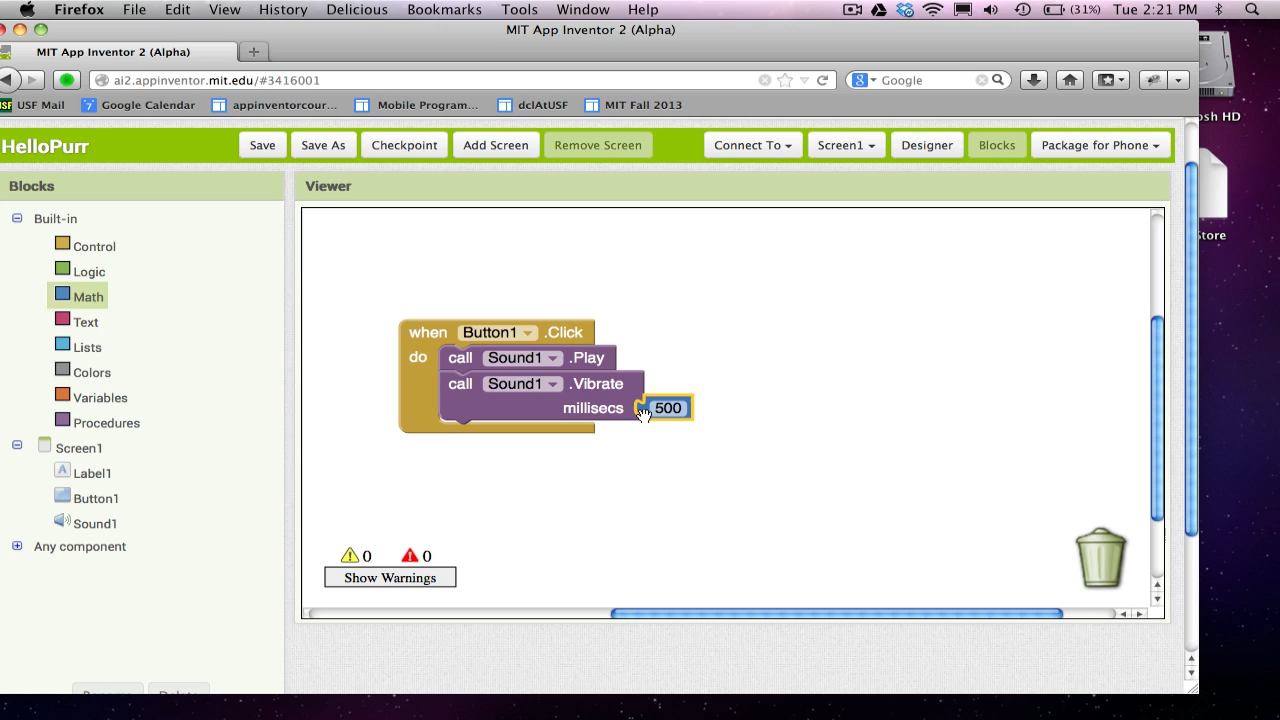 Firefox File Edit View History Delicious Bookmarks Tools Window Help (31%) Tue 2:21 PM
MIT App Inventor 2 (Alpha)
MIT App Inventor 2 (Alpha)
ai2.appinventor.mit.edu/#3416001 Google
USF Mail Google Calendar appinventorcour... Mobile Program... dclAtUSF MIT Fall 2013
osh HD
HelloPurr Save Save As Checkpoint Add Screen Remove Screen Connect To Screen1 Designer Blocks Package for Phone
Blocks Viewer
Built-in
Store
Control
Logic
Math
Text
Lists
Colors
Variables
Procedures
Screen1
Label1
Button1
Sound1
Any component
when Button1 .Click
do call Sound1 .Play
call Sound1 .Vibrate
millisecs 500
0 0
Show Warnings